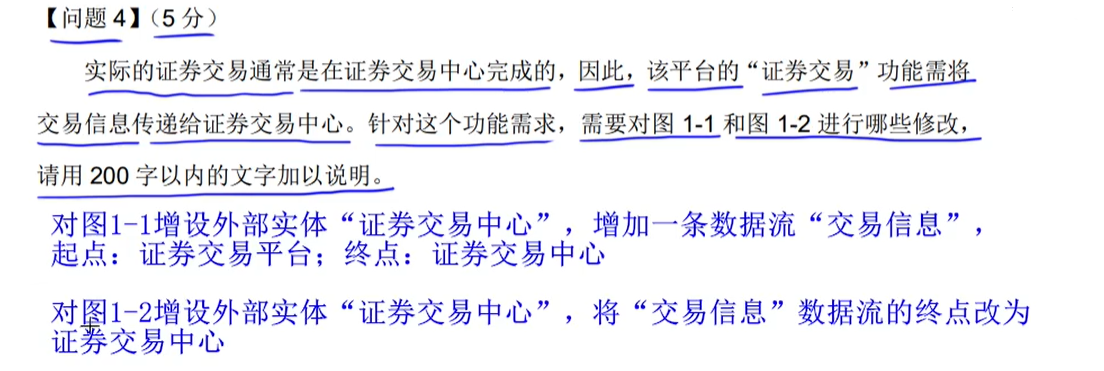 【问题 4】（5 分）
实际的证券交易通常是在证券交易中心完成的，因此，该平台的“证券交易”功能需将
交易信息传递给证券交易中心。针对这个功能需求，需要对图 1-1 和图 1-2 进行哪些修改，
请用 200 字以内的文字加以说明。
对图1-1增设外部实体“证券交易中心”，增加一条数据流“交易信息”，
起点：证券交易平台；终点：证券交易中心
对图1-2增设外部实体“证券交易中心”，将“交易信息”数据流的终点改为
证券交易中心